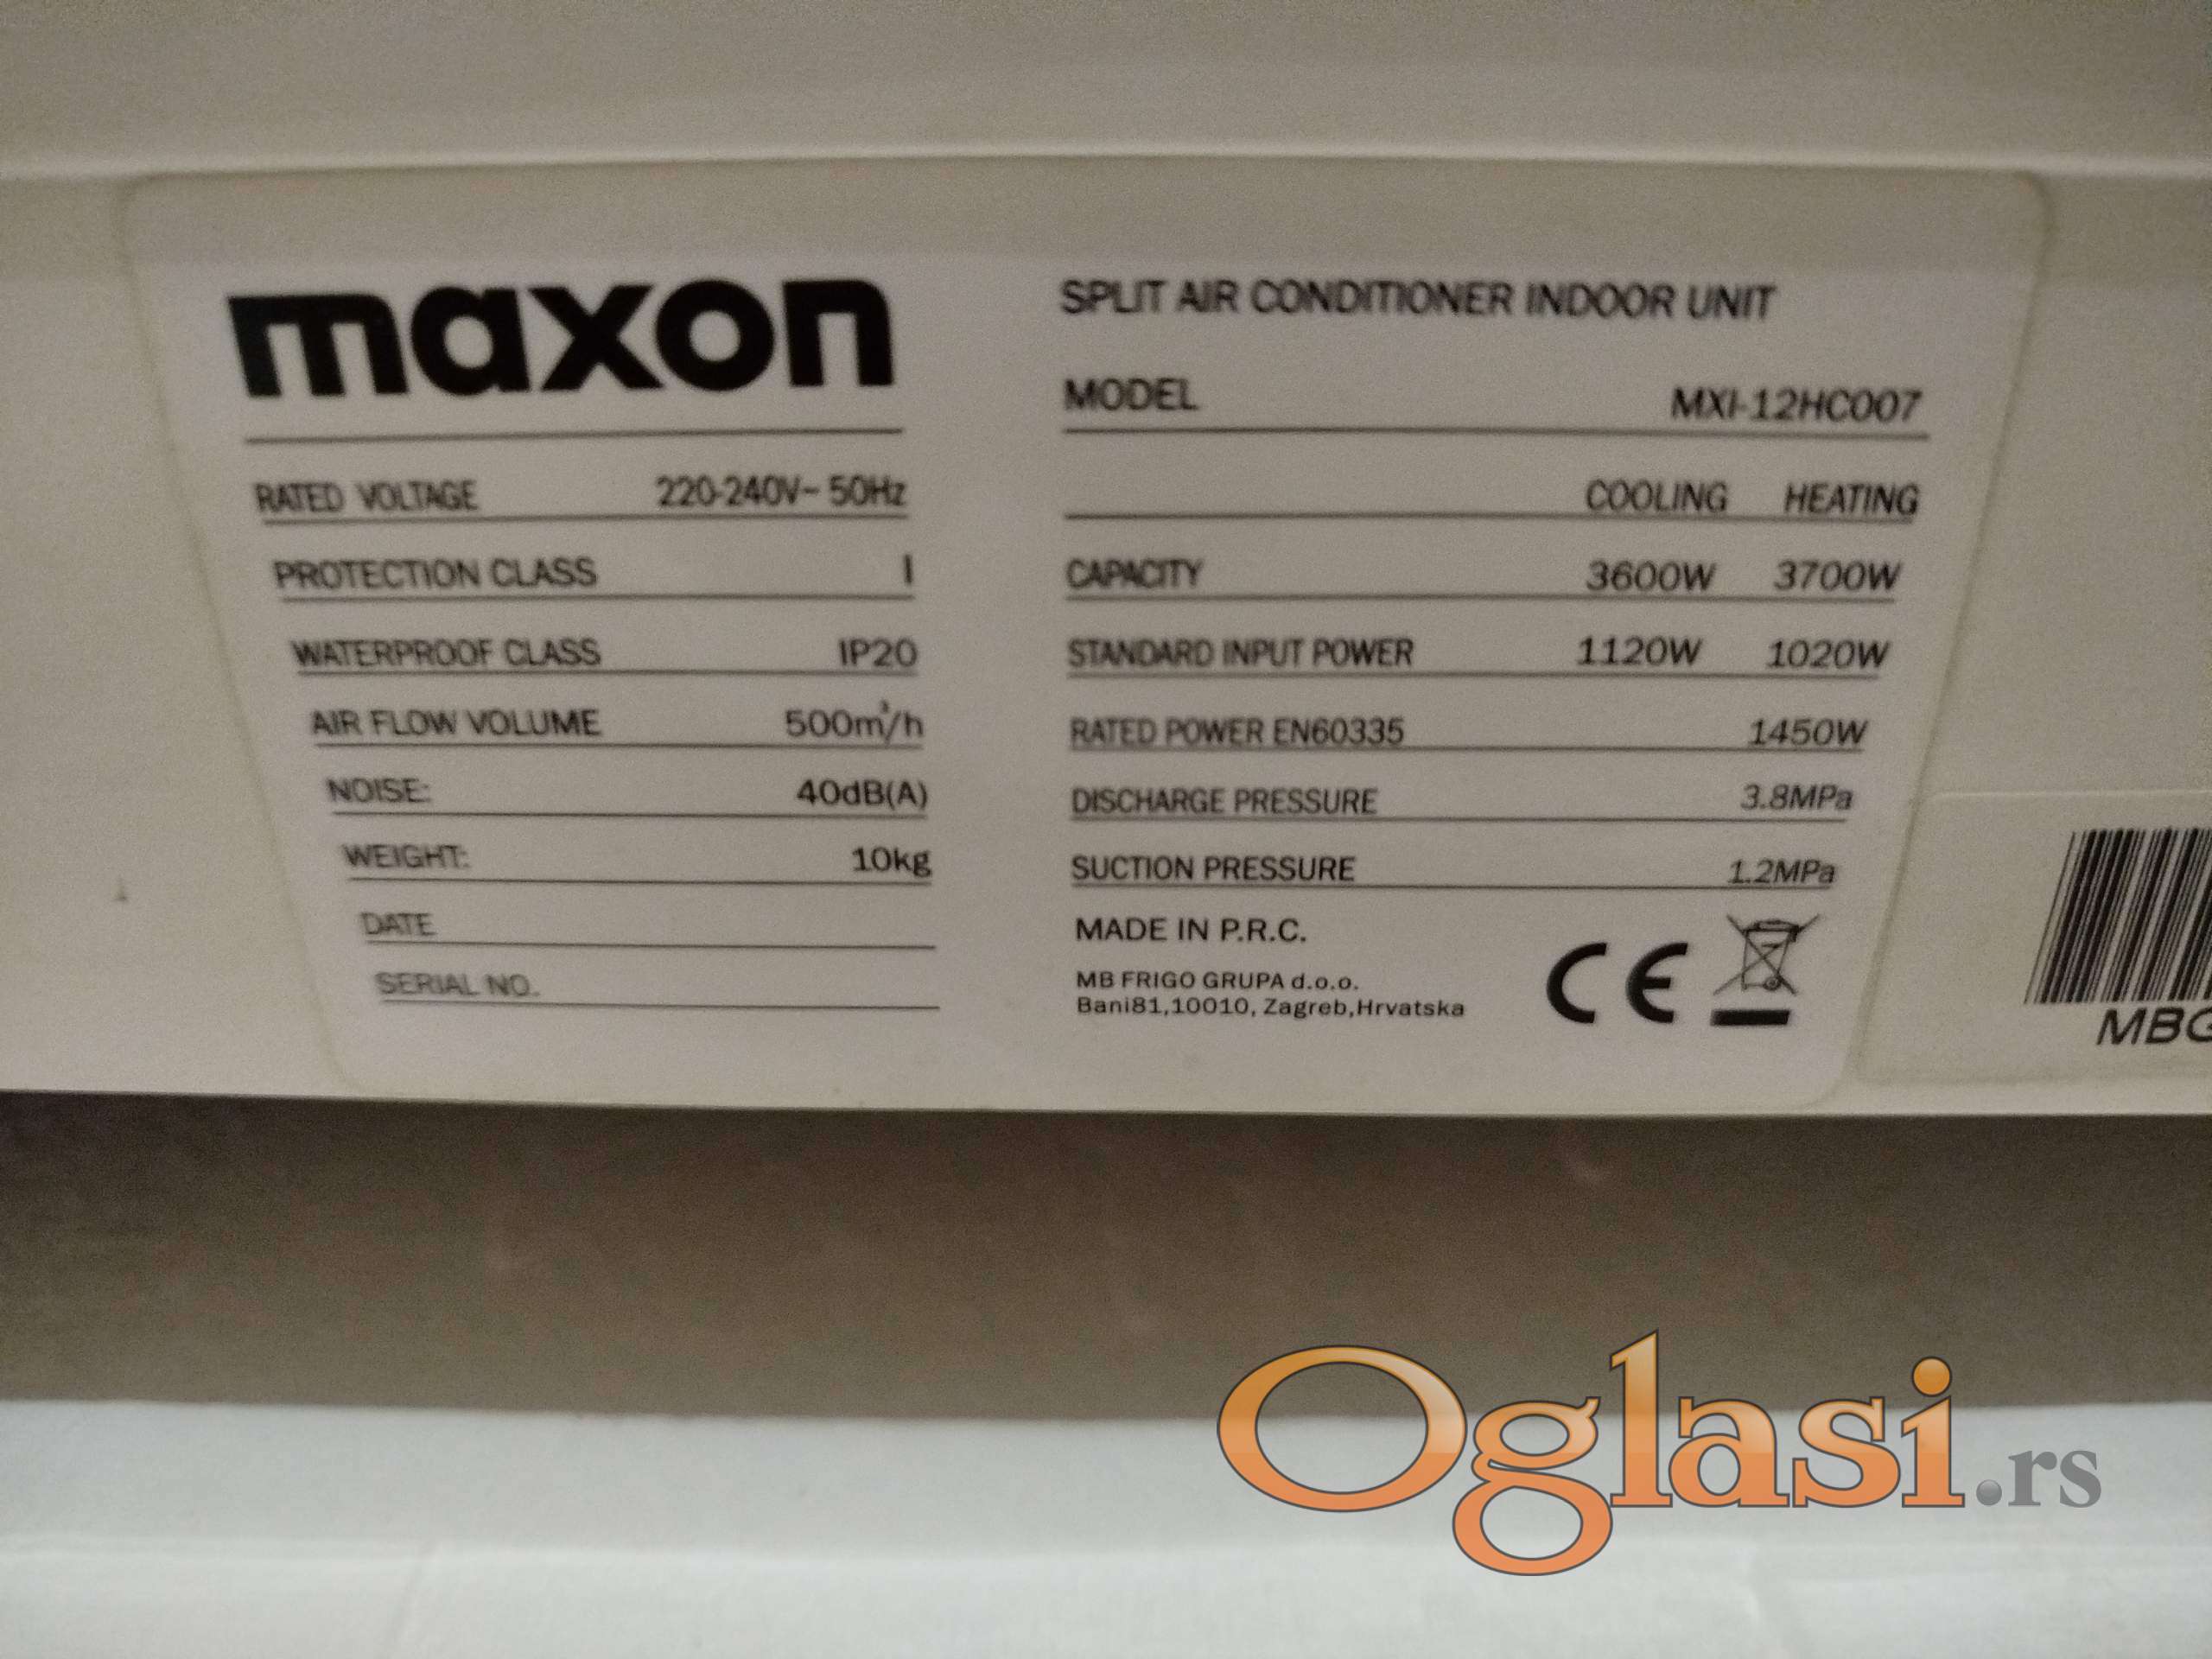 maxon
RATED VOLTAGE 220-240V~ 50Hz
PROTECTION CLASS I
WATERPROOF CLASS IP20
AIR FLOW VOLUME 500m³/h
NOISE: 40dB(A)
WEIGHT: 10kg
DATE
SERIAL NO.
SPLIT AIR CONDITIONER INDOOR UNIT
MODEL MXI-12HC007
COOLING HEATING
CAPACITY 3600W 3700W
STANDARD INPUT POWER 1120W 1020W
RATED POWER EN60335 1450W
DISCHARGE PRESSURE 3.8MPa
SUCTION PRESSURE 1.2MPa
MADE IN P.R.C.
MB FRIGO GRUPA d.o.o.
Bani81,10010, Zagreb,Hrvatska
CE
Oglasi.rs